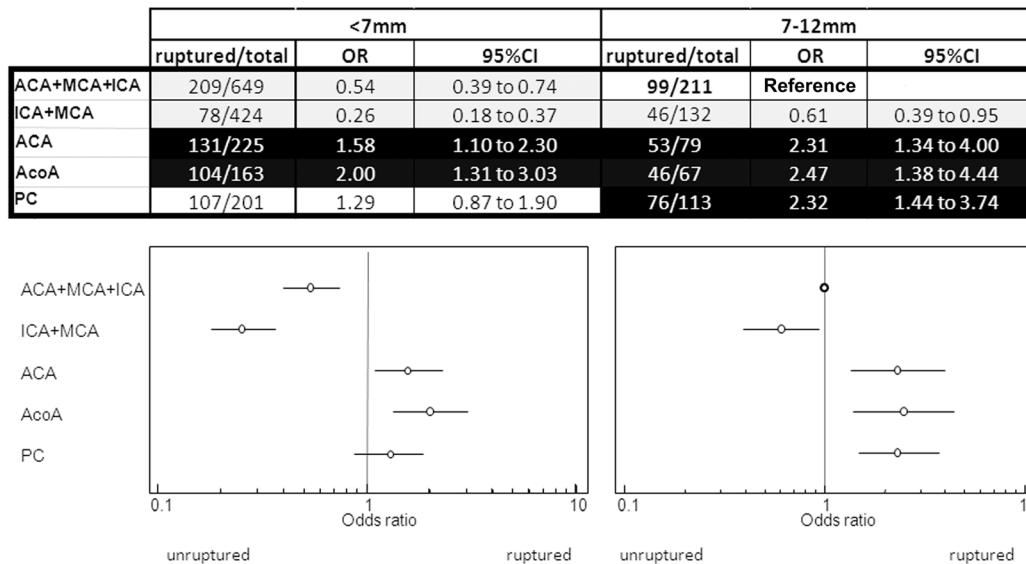 <7mm 7-12mm
ruptured/total OR 95%CI ruptured/total OR 95%CI
ACA+MCA+ICA 209/649 0.54 0.39 to 0.74 99/211 Reference
ICA+MCA 78/424 0.26 0.18 to 0.37 46/132 0.61 0.39 to 0.95
ACA 131/225 1.58 1.10 to 2.30 53/79 2.31 1.34 to 4.00
AcoA 104/163 2.00 1.31 to 3.03 46/67 2.47 1.38 to 4.44
PC 107/201 1.29 0.87 to 1.90 76/113 2.32 1.44 to 3.74
ACA+MCA+ICA
ICA+MCA
ACA
AcoA
PC
0.1 1 10 0.1 1 1
Odds ratio Odds ratio
unruptured ruptured unruptured ruptured